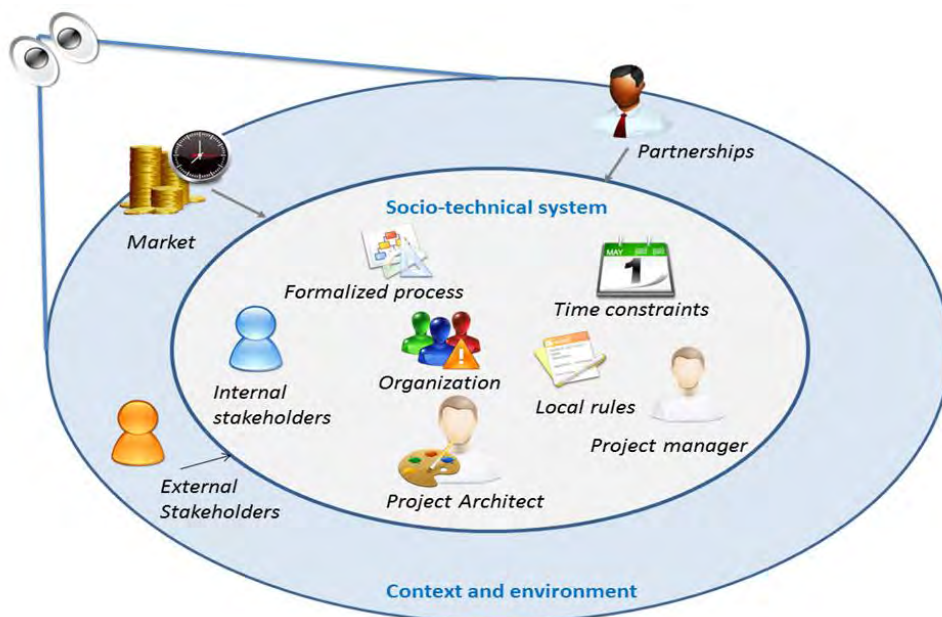 Partnerships
Market
Socio-technical system
Formalized process
MAY
1
Time constraints
Internal
stakeholders
Organization
Local rules
Project manager
Project Architect
External
Stakeholders
Context and environment